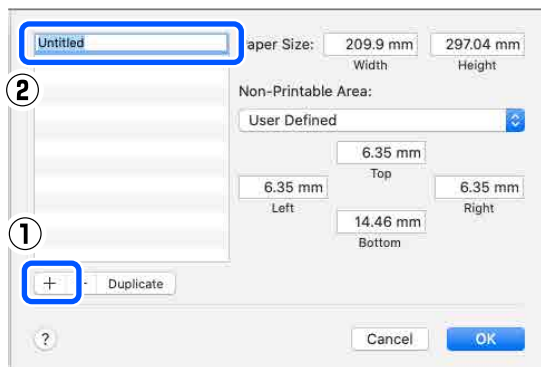 Untitled
Paper Size: 209.9 mm 297.04 mm
Width Height
②
Non-Printable Area:
User Defined
6.35 mm
Top
6.35 mm 6.35 mm
Left Right
①
14.46 mm
Bottom
+ - Duplicate
? Cancel OK